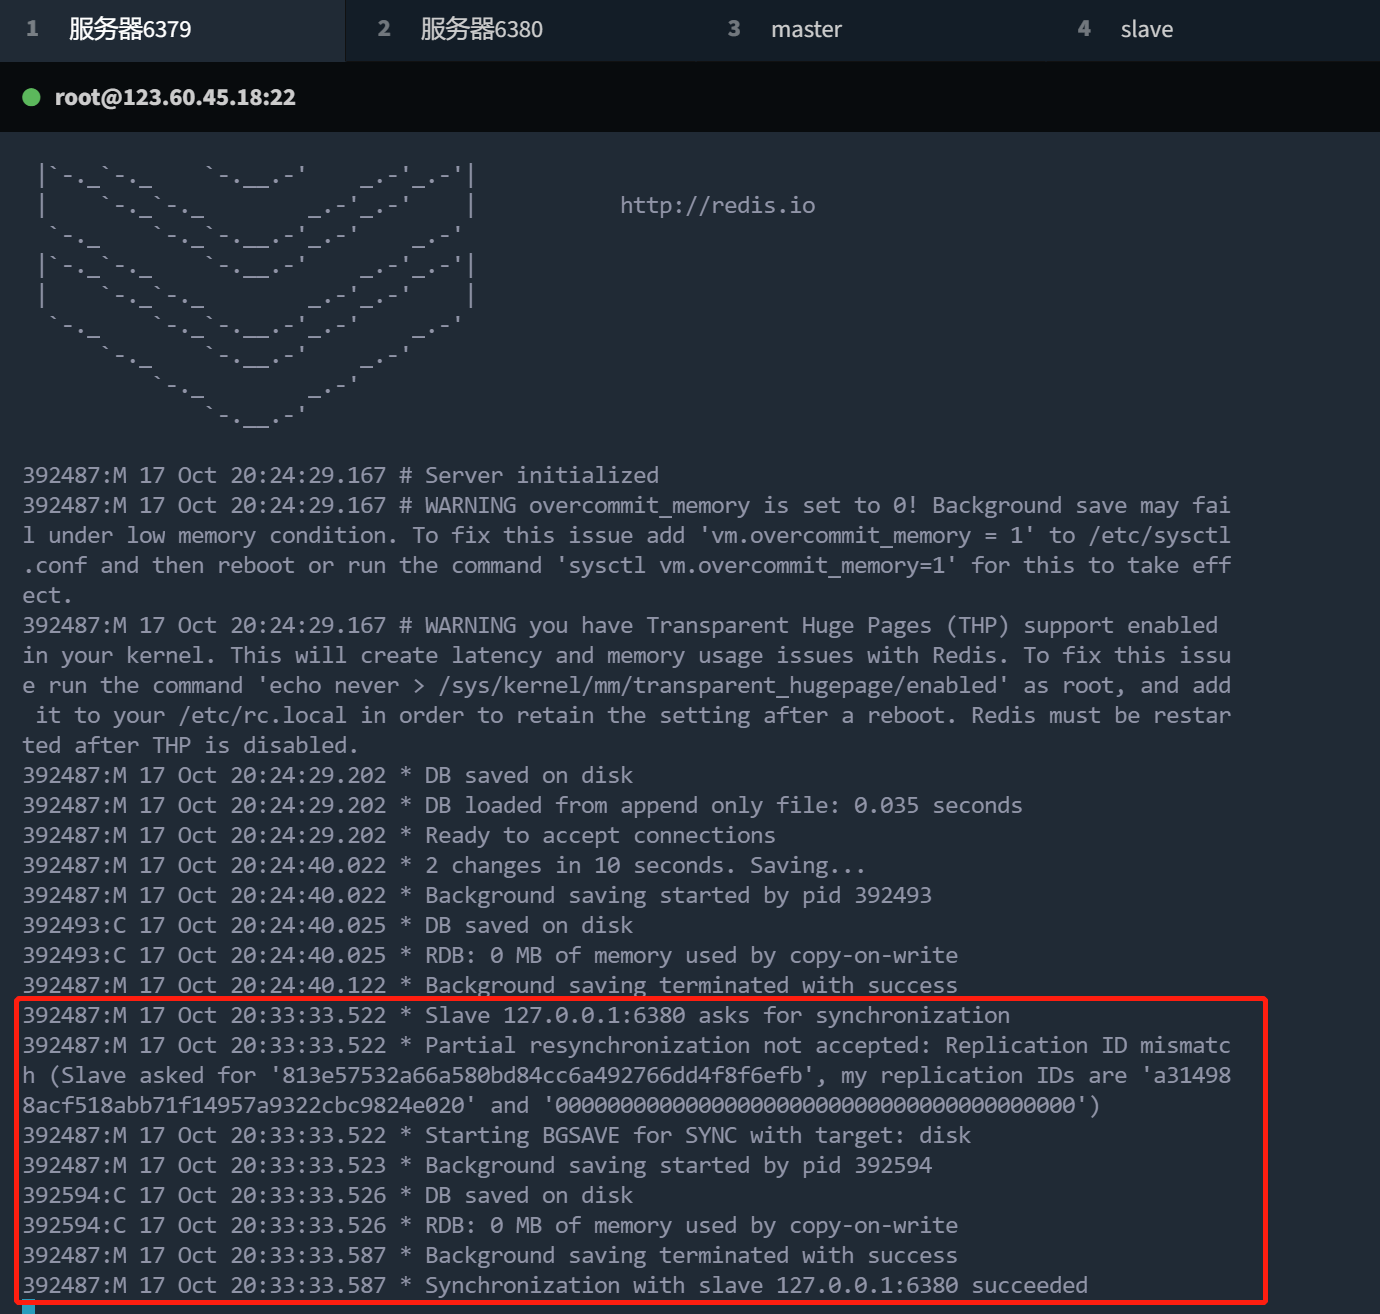 1 服务器6379 2 服务器6380 3 master 4 slave
root@123.60.45.18:22
 |`-._`-._    `-.__.-'    _.-'_.-'|
 |    `-._`-._        _.-'_.-'    |           http://redis.io
  `-._    `-._`-.__.-'_.-'    _.-'
 |`-._`-._    `-.__.-'    _.-'_.-'|
 |    `-._`-._        _.-'_.-'    |
  `-._    `-._`-.__.-'_.-'    _.-'
      `-._    `-.__.-'    _.-'
          `-._        _.-'
              `-.__.-'
392487:M 17 Oct 20:24:29.167 # Server initialized
392487:M 17 Oct 20:24:29.167 # WARNING overcommit_memory is set to 0! Background save may fai
l under low memory condition. To fix this issue add 'vm.overcommit_memory = 1' to /etc/sysctl
.conf and then reboot or run the command 'sysctl vm.overcommit_memory=1' for this to take eff
ect.
392487:M 17 Oct 20:24:29.167 # WARNING you have Transparent Huge Pages (THP) support enabled
in your kernel. This will create latency and memory usage issues with Redis. To fix this issu
e run the command 'echo never > /sys/kernel/mm/transparent_hugepage/enabled' as root, and add
 it to your /etc/rc.local in order to retain the setting after a reboot. Redis must be restar
ted after THP is disabled.
392487:M 17 Oct 20:24:29.202 * DB saved on disk
392487:M 17 Oct 20:24:29.202 * DB loaded from append only file: 0.035 seconds
392487:M 17 Oct 20:24:29.202 * Ready to accept connections
392487:M 17 Oct 20:24:40.022 * 2 changes in 10 seconds. Saving...
392487:M 17 Oct 20:24:40.022 * Background saving started by pid 392493
392493:C 17 Oct 20:24:40.025 * DB saved on disk
392493:C 17 Oct 20:24:40.025 * RDB: 0 MB of memory used by copy-on-write
392487:M 17 Oct 20:24:40.122 * Background saving terminated with success
392487:M 17 Oct 20:33:33.522 * Slave 127.0.0.1:6380 asks for synchronization
392487:M 17 Oct 20:33:33.522 * Partial resynchronization not accepted: Replication ID mismatc
h (Slave asked for '813e57532a66a580bd84cc6a492766dd4f8f6efb', my replication IDs are 'a31498
8acf518abb71f14957a9322cbc9824e020' and '0000000000000000000000000000000000000000')
392487:M 17 Oct 20:33:33.522 * Starting BGSAVE for SYNC with target: disk
392487:M 17 Oct 20:33:33.523 * Background saving started by pid 392594
392594:C 17 Oct 20:33:33.526 * DB saved on disk
392594:C 17 Oct 20:33:33.526 * RDB: 0 MB of memory used by copy-on-write
392487:M 17 Oct 20:33:33.587 * Background saving terminated with success
392487:M 17 Oct 20:33:33.587 * Synchronization with slave 127.0.0.1:6380 succeeded